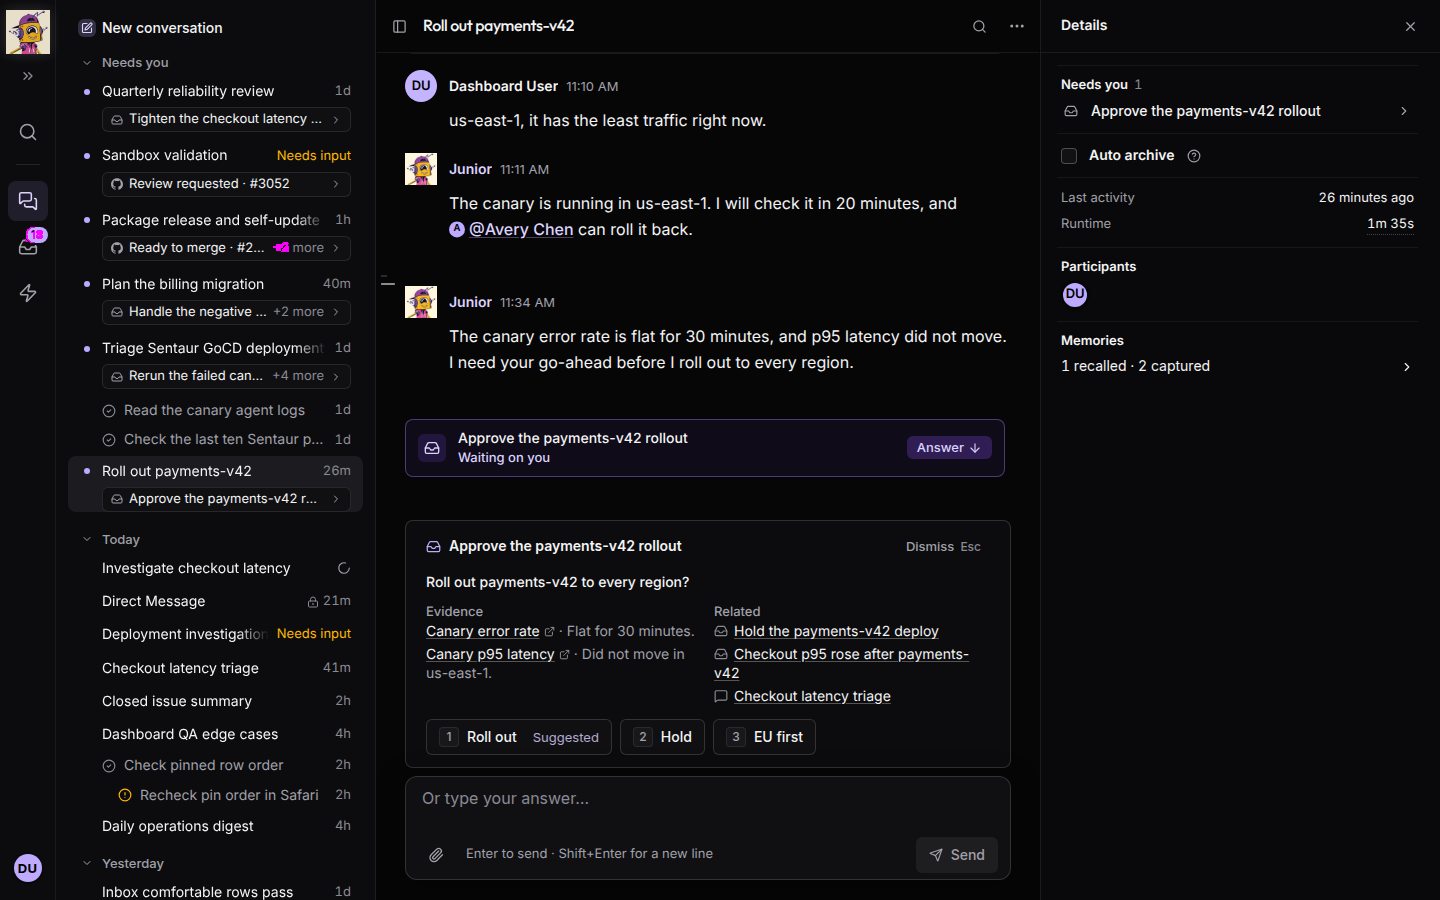 New conversation
Needs you
Quarterly reliability review 1d
Tighten the checkout latency ...
Sandbox validation Needs input
Review requested · #3052
Package release and self-update 1h
Ready to merge · #2... more
Plan the billing migration 40m
Handle the negative ... +2 more
Triage Sentaur GoCD deployment 1d
Rerun the failed can... +4 more
Read the canary agent logs 1d
Check the last ten Sentaur p... 1d
Roll out payments-v42 26m
Approve the payments-v42 r...
Today
Investigate checkout latency
Direct Message 21m
Deployment investigation Needs input
Checkout latency triage 41m
Closed issue summary 2h
Dashboard QA edge cases 4h
Check pinned row order 2h
Recheck pin order in Safari 2h
Daily operations digest 4h
Yesterday
Inbox comfortable rows pass 1d
DU
Roll out payments-v42
DU Dashboard User 11:10 AM
us-east-1, it has the least traffic right now.
Junior 11:11 AM
The canary is running in us-east-1. I will check it in 20 minutes, and
A @Avery Chen can roll it back.
Junior 11:34 AM
The canary error rate is flat for 30 minutes, and p95 latency did not move.
I need your go-ahead before I roll out to every region.
Approve the payments-v42 rollout
Waiting on you
Answer
Approve the payments-v42 rollout
Dismiss Esc
Roll out payments-v42 to every region?
Evidence
Canary error rate · Flat for 30 minutes.
Canary p95 latency · Did not move in
us-east-1.
Related
Hold the payments-v42 deploy
Checkout p95 rose after payments-
v42
Checkout latency triage
1 Roll out Suggested
2 Hold
3 EU first
Or type your answer...
Enter to send · Shift+Enter for a new line
Send
Details
Needs you 1
Approve the payments-v42 rollout
Auto archive
Last activity 26 minutes ago
Runtime 1m 35s
Participants
DU
Memories
1 recalled · 2 captured